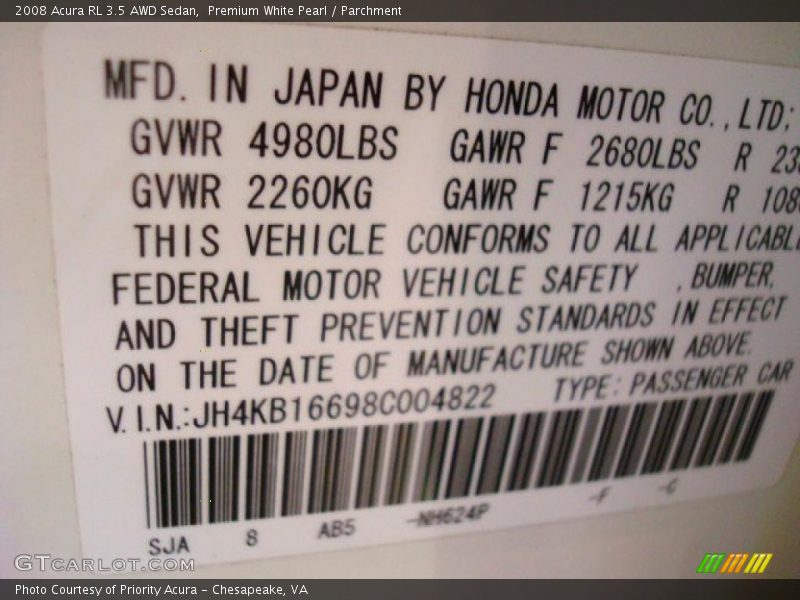 2008 Acura RL 3.5 AWD Sedan, Premium White Pearl / Parchment
MFD. IN JAPAN BY HONDA MOTOR CO.,LTD;
GVWR 4980LBS GAWR F 2680LBS R
GVWR 2260KG GAWR F 1215KG R
THIS VEHICLE CONFORMS TO ALL APPLICABL
FEDERAL MOTOR VEHICLE SAFETY ,BUMPER,
AND THEFT PREVENTION STANDARDS IN EFFECT
ON THE DATE OF MANUFACTURE SHOWN ABOVE.
V.I.N.:JH4KB16698C004822 TYPE: PASSENGER CAR
SJA 8 AB5 -NH624P -F -C
GTCARLOT.COM
Photo Courtesy of Priority Acura – Chesapeake, VA